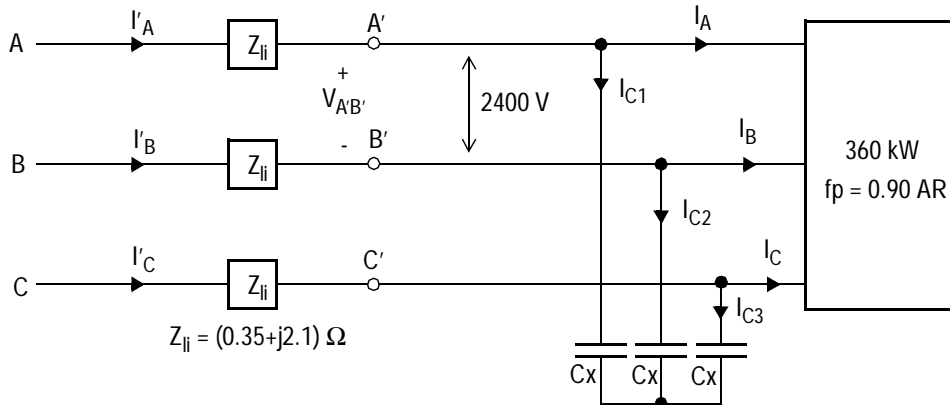 A I'A Zli A' IA
+
VA'B'
-
2400 V
IC1
B I'B Zli B' IB
360 kW
fp = 0.90 AR
IC2
C I'C Zli C' IC
IC3
Zli = (0.35+j2.1) Ω
Cx Cx Cx